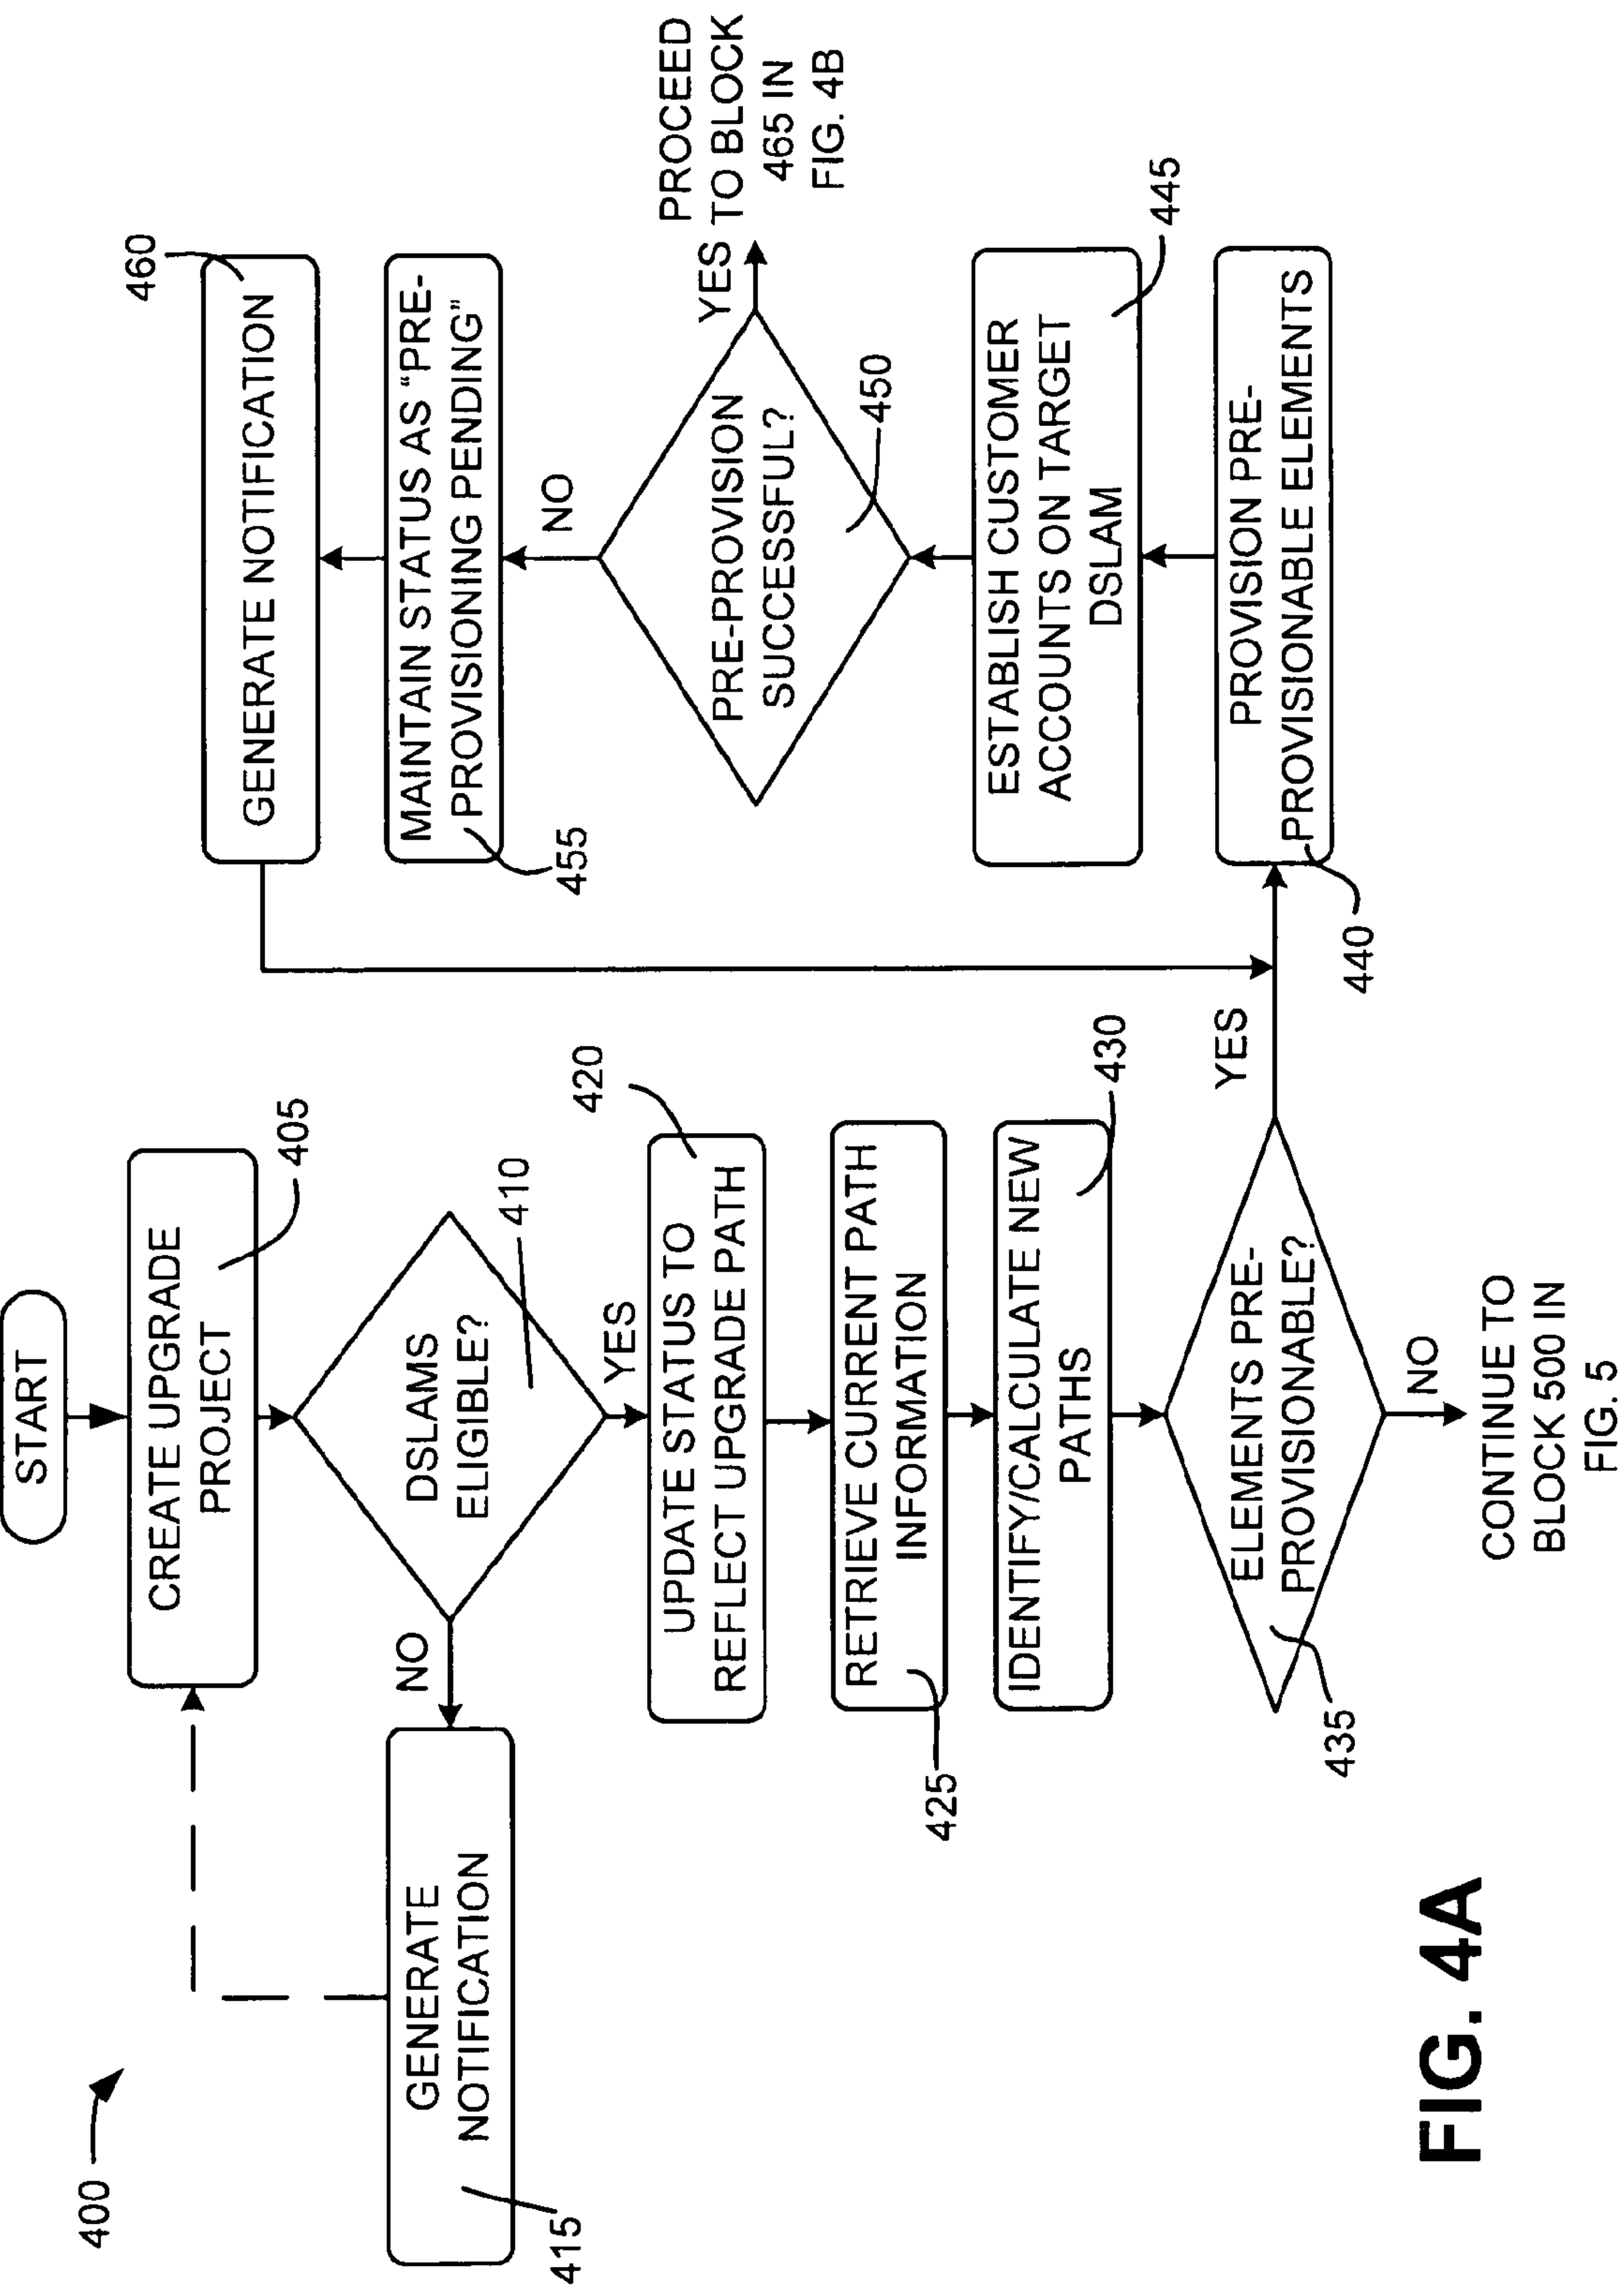 400
START
CREATE UPGRADE
PROJECT
405
DSLAMS
ELIGIBLE?
410
NO
GENERATE
NOTIFICATION
415
YES
UPDATE STATUS TO
REFLECT UPGRADE PATH
420
RETRIEVE CURRENT PATH
INFORMATION
425
IDENTIFY/CALCULATE NEW
PATHS
430
ELEMENTS PRE-
PROVISIONABLE?
435
NO
CONTINUE TO
BLOCK 500 IN
FIG. 5
YES
PROVISION PRE-
PROVISIONABLE ELEMENTS
440
ESTABLISH CUSTOMER
ACCOUNTS ON TARGET
DSLAM
445
PRE-PROVISION
SUCCESSFUL?
450
YES
PROCEED
TO BLOCK
465 IN
FIG. 4B
NO
MAINTAIN STATUS AS “PRE-
PROVISIONING PENDING”
455
GENERATE NOTIFICATION
460
FIG. 4A